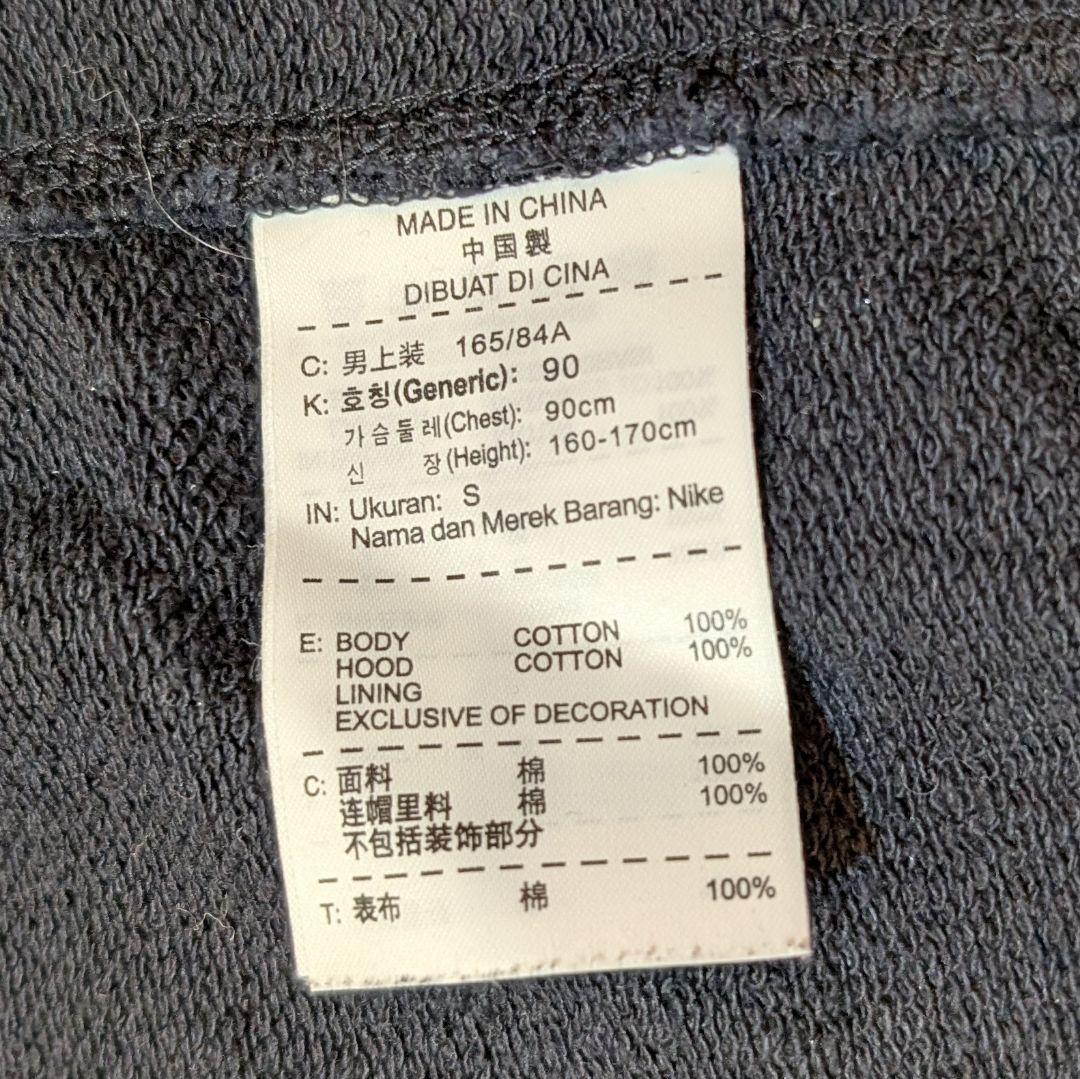 MADE IN CHINA
中国製
DIBUAT DI CINA
C: 男上装 165/84A
K: 호칭(Generic): 90
가슴둘레(Chest): 90cm
신 장(Height): 160-170cm
IN: Ukuran: S
Nama dan Merek Barang: Nike
E: BODY COTTON 100%
HOOD COTTON 100%
LINING
EXCLUSIVE OF DECORATION
C: 面料 棉 100%
连帽里料 棉 100%
不包括装饰部分
T: 表布 棉 100%